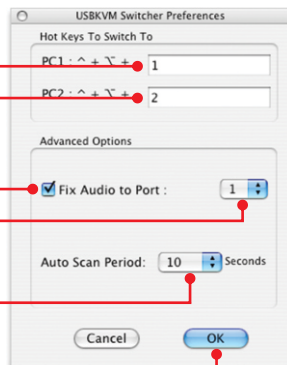 USBKVM Switcher Preferences
Hot Keys To Switch To
PC1 : ^ + ⌥ + 1
PC2 : ^ + ⌥ + 2
Advanced Options
Fix Audio to Port : 1
Auto Scan Period: 10 Seconds
Cancel OK